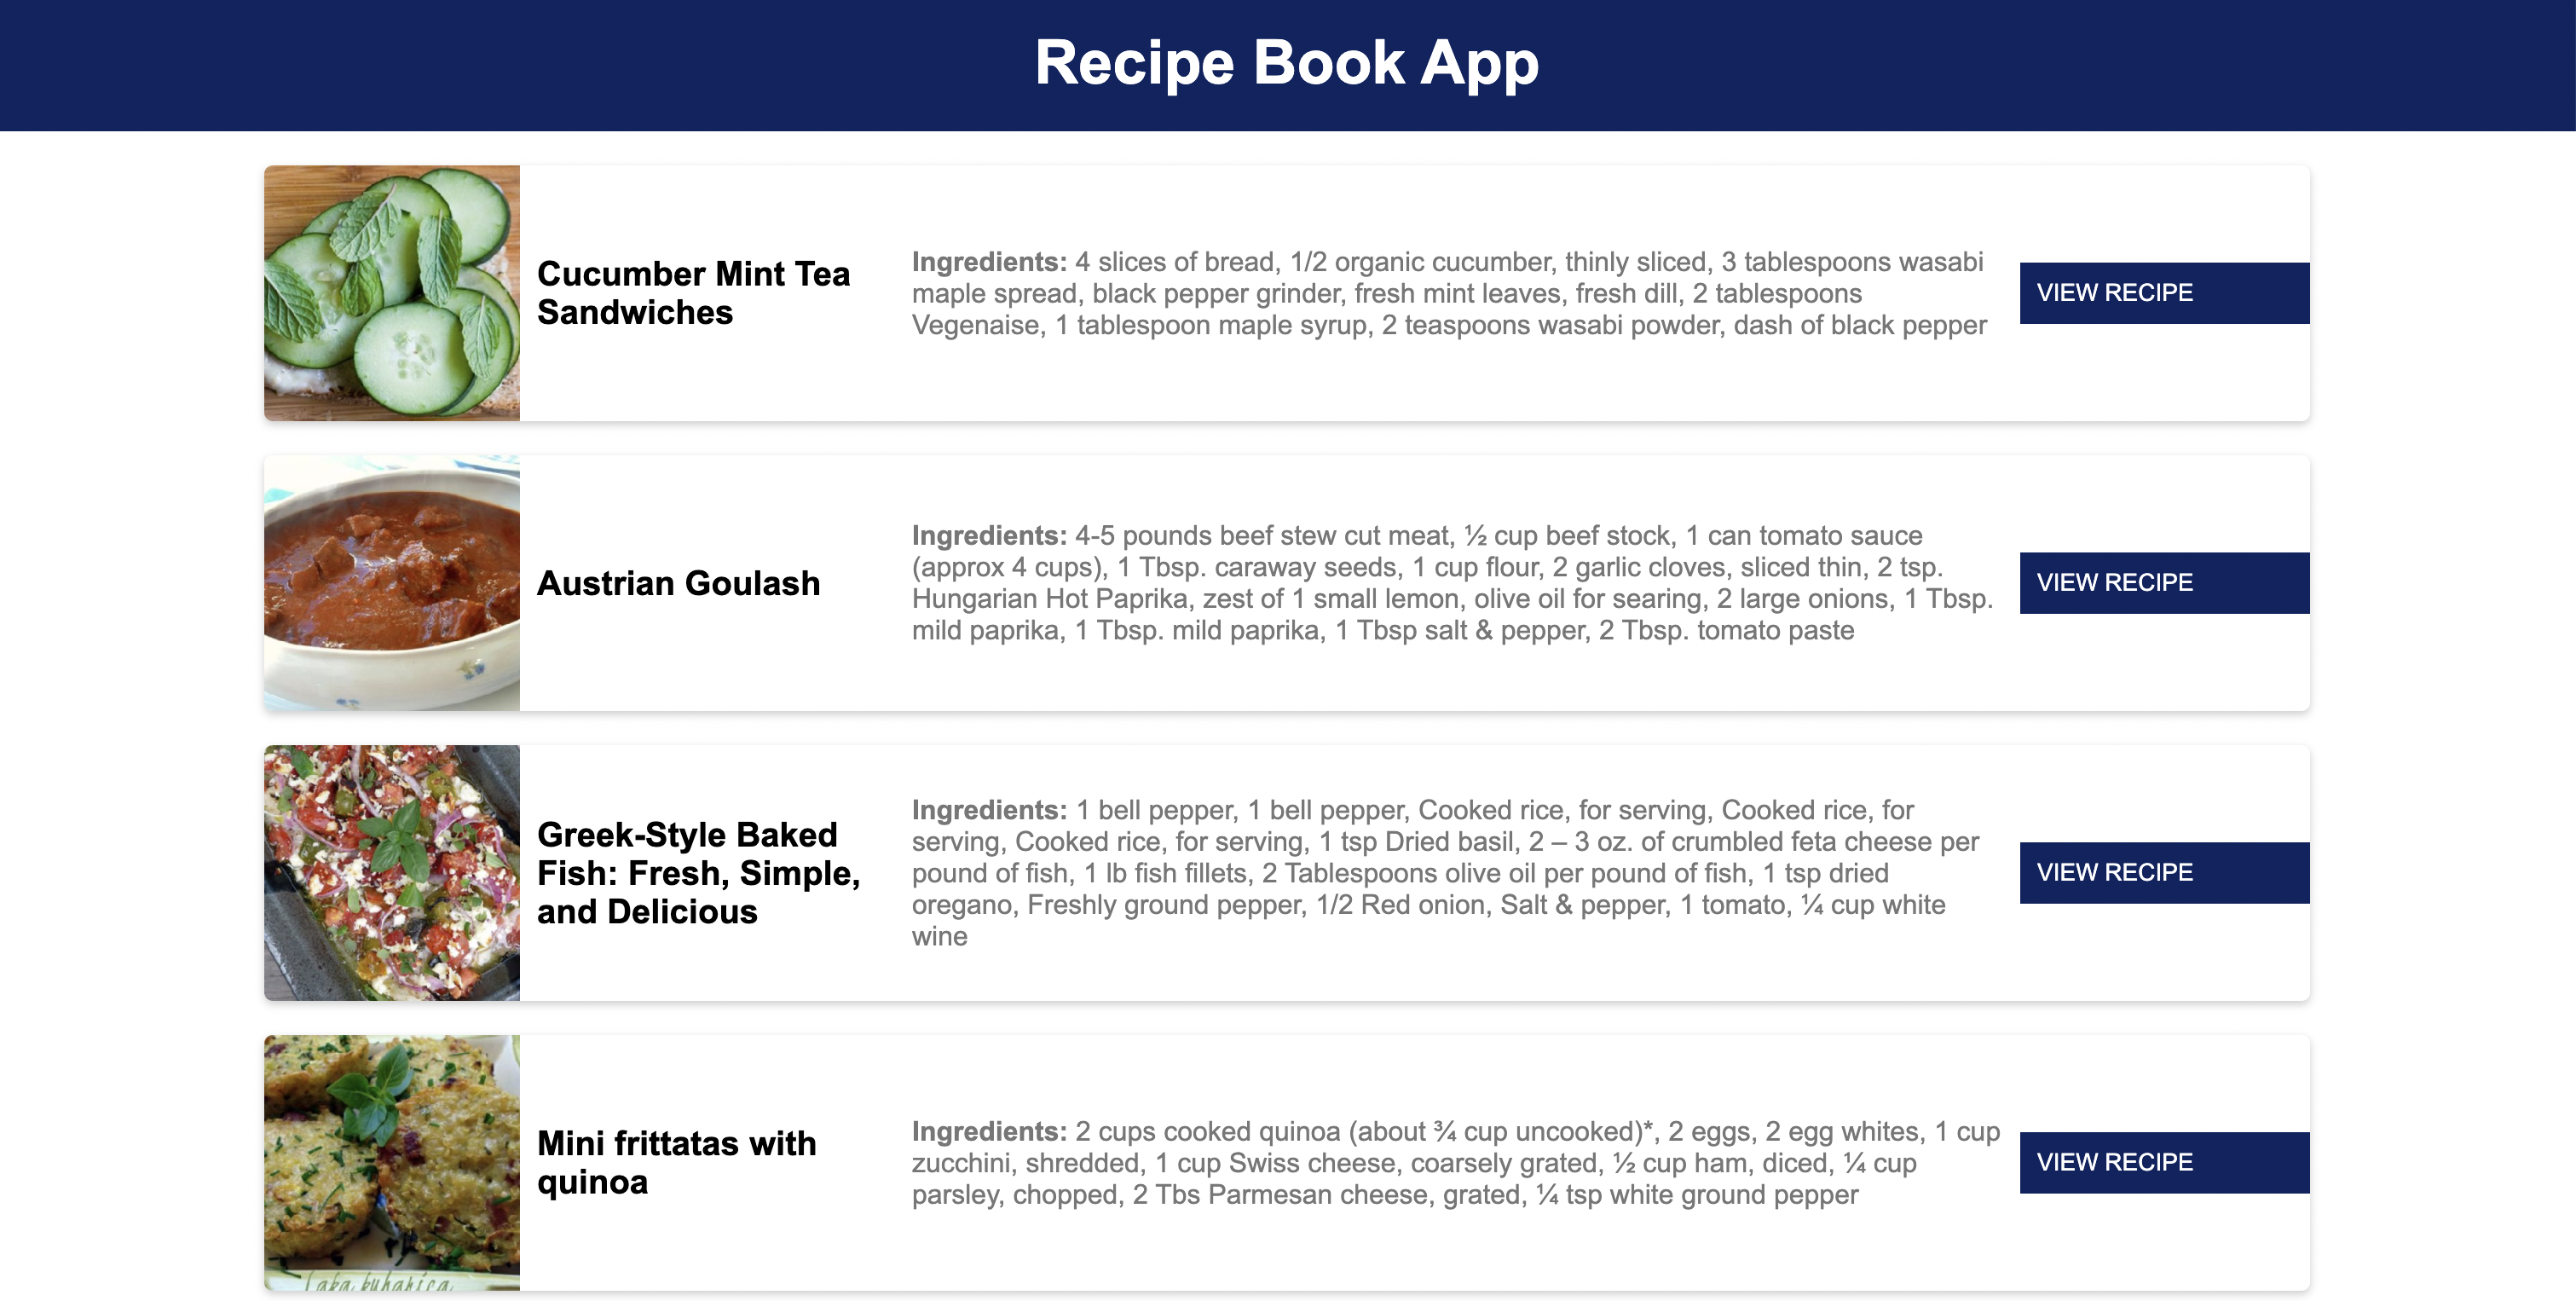 Recipe Book App
Cucumber Mint Tea
Sandwiches
Ingredients: 4 slices of bread, 1/2 organic cucumber, thinly sliced, 3 tablespoons wasabi
maple spread, black pepper grinder, fresh mint leaves, fresh dill, 2 tablespoons
Vegenaise, 1 tablespoon maple syrup, 2 teaspoons wasabi powder, dash of black pepper
VIEW RECIPE
Austrian Goulash
Ingredients: 4-5 pounds beef stew cut meat, ½ cup beef stock, 1 can tomato sauce
(approx 4 cups), 1 Tbsp. caraway seeds, 1 cup flour, 2 garlic cloves, sliced thin, 2 tsp.
Hungarian Hot Paprika, zest of 1 small lemon, olive oil for searing, 2 large onions, 1 Tbsp.
mild paprika, 1 Tbsp. mild paprika, 1 Tbsp salt & pepper, 2 Tbsp. tomato paste
VIEW RECIPE
Greek-Style Baked
Fish: Fresh, Simple,
and Delicious
Ingredients: 1 bell pepper, 1 bell pepper, Cooked rice, for serving, Cooked rice, for
serving, Cooked rice, for serving, 1 tsp Dried basil, 2 – 3 oz. of crumbled feta cheese per
pound of fish, 1 lb fish fillets, 2 Tablespoons olive oil per pound of fish, 1 tsp dried
oregano, Freshly ground pepper, 1/2 Red onion, Salt & pepper, 1 tomato, ¼ cup white
wine
VIEW RECIPE
Mini frittatas with
quinoa
Ingredients: 2 cups cooked quinoa (about ¾ cup uncooked)*, 2 eggs, 2 egg whites, 1 cup
zucchini, shredded, 1 cup Swiss cheese, coarsely grated, ½ cup ham, diced, ¼ cup
parsley, chopped, 2 Tbs Parmesan cheese, grated, ¼ tsp white ground pepper
VIEW RECIPE